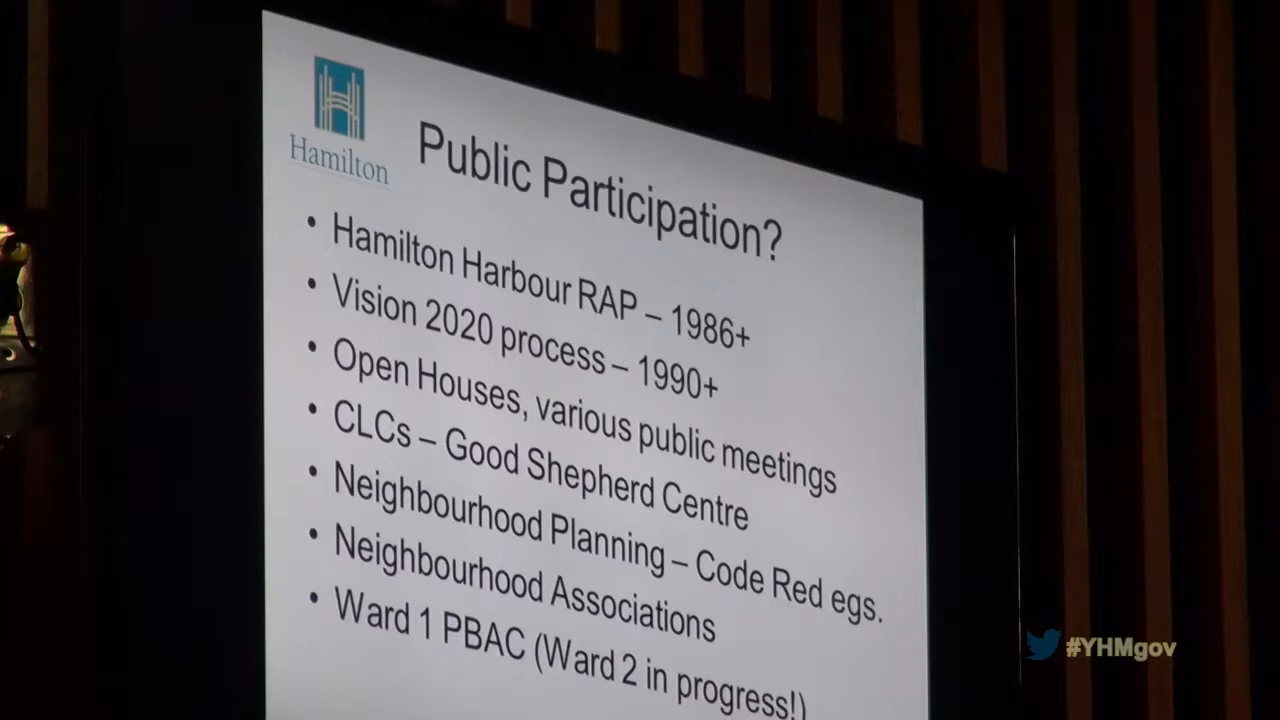 Hamilton
Public Participation?
• Hamilton Harbour RAP – 1986+
• Vision 2020 process – 1990+
• Open Houses, various public meetings
• CLCs – Good Shepherd Centre
• Neighbourhood Planning – Code Red egs.
• Neighbourhood Associations
• Ward 1 PBAC (Ward 2 in progress!)
#YHMgov